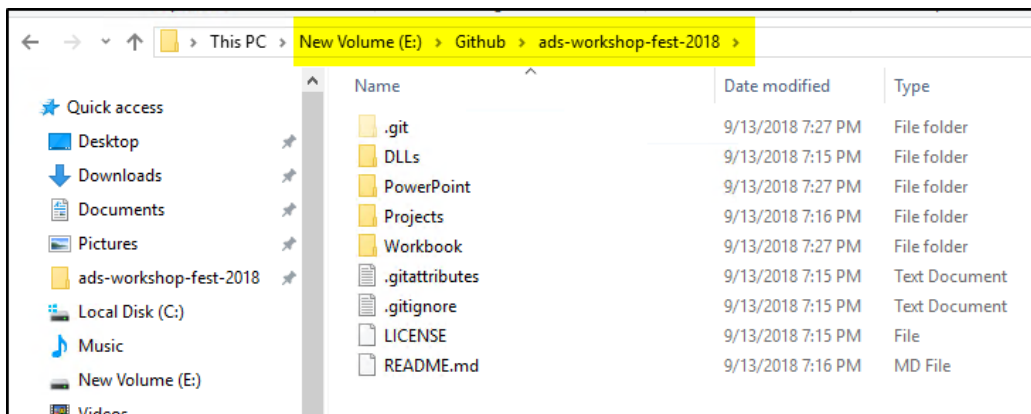 This PC > New Volume (E:) > Github > ads-workshop-fest-2018 >
Name Date modified Type
Quick access
Desktop
Downloads
Documents
Pictures
ads-workshop-fest-2018
Local Disk (C:)
Music
New Volume (E:)
Videos
.git 9/13/2018 7:27 PM File folder
DLLs 9/13/2018 7:15 PM File folder
PowerPoint 9/13/2018 7:27 PM File folder
Projects 9/13/2018 7:16 PM File folder
Workbook 9/13/2018 7:27 PM File folder
.gitattributes 9/13/2018 7:15 PM Text Document
.gitignore 9/13/2018 7:15 PM Text Document
LICENSE 9/13/2018 7:15 PM File
README.md 9/13/2018 7:16 PM MD File